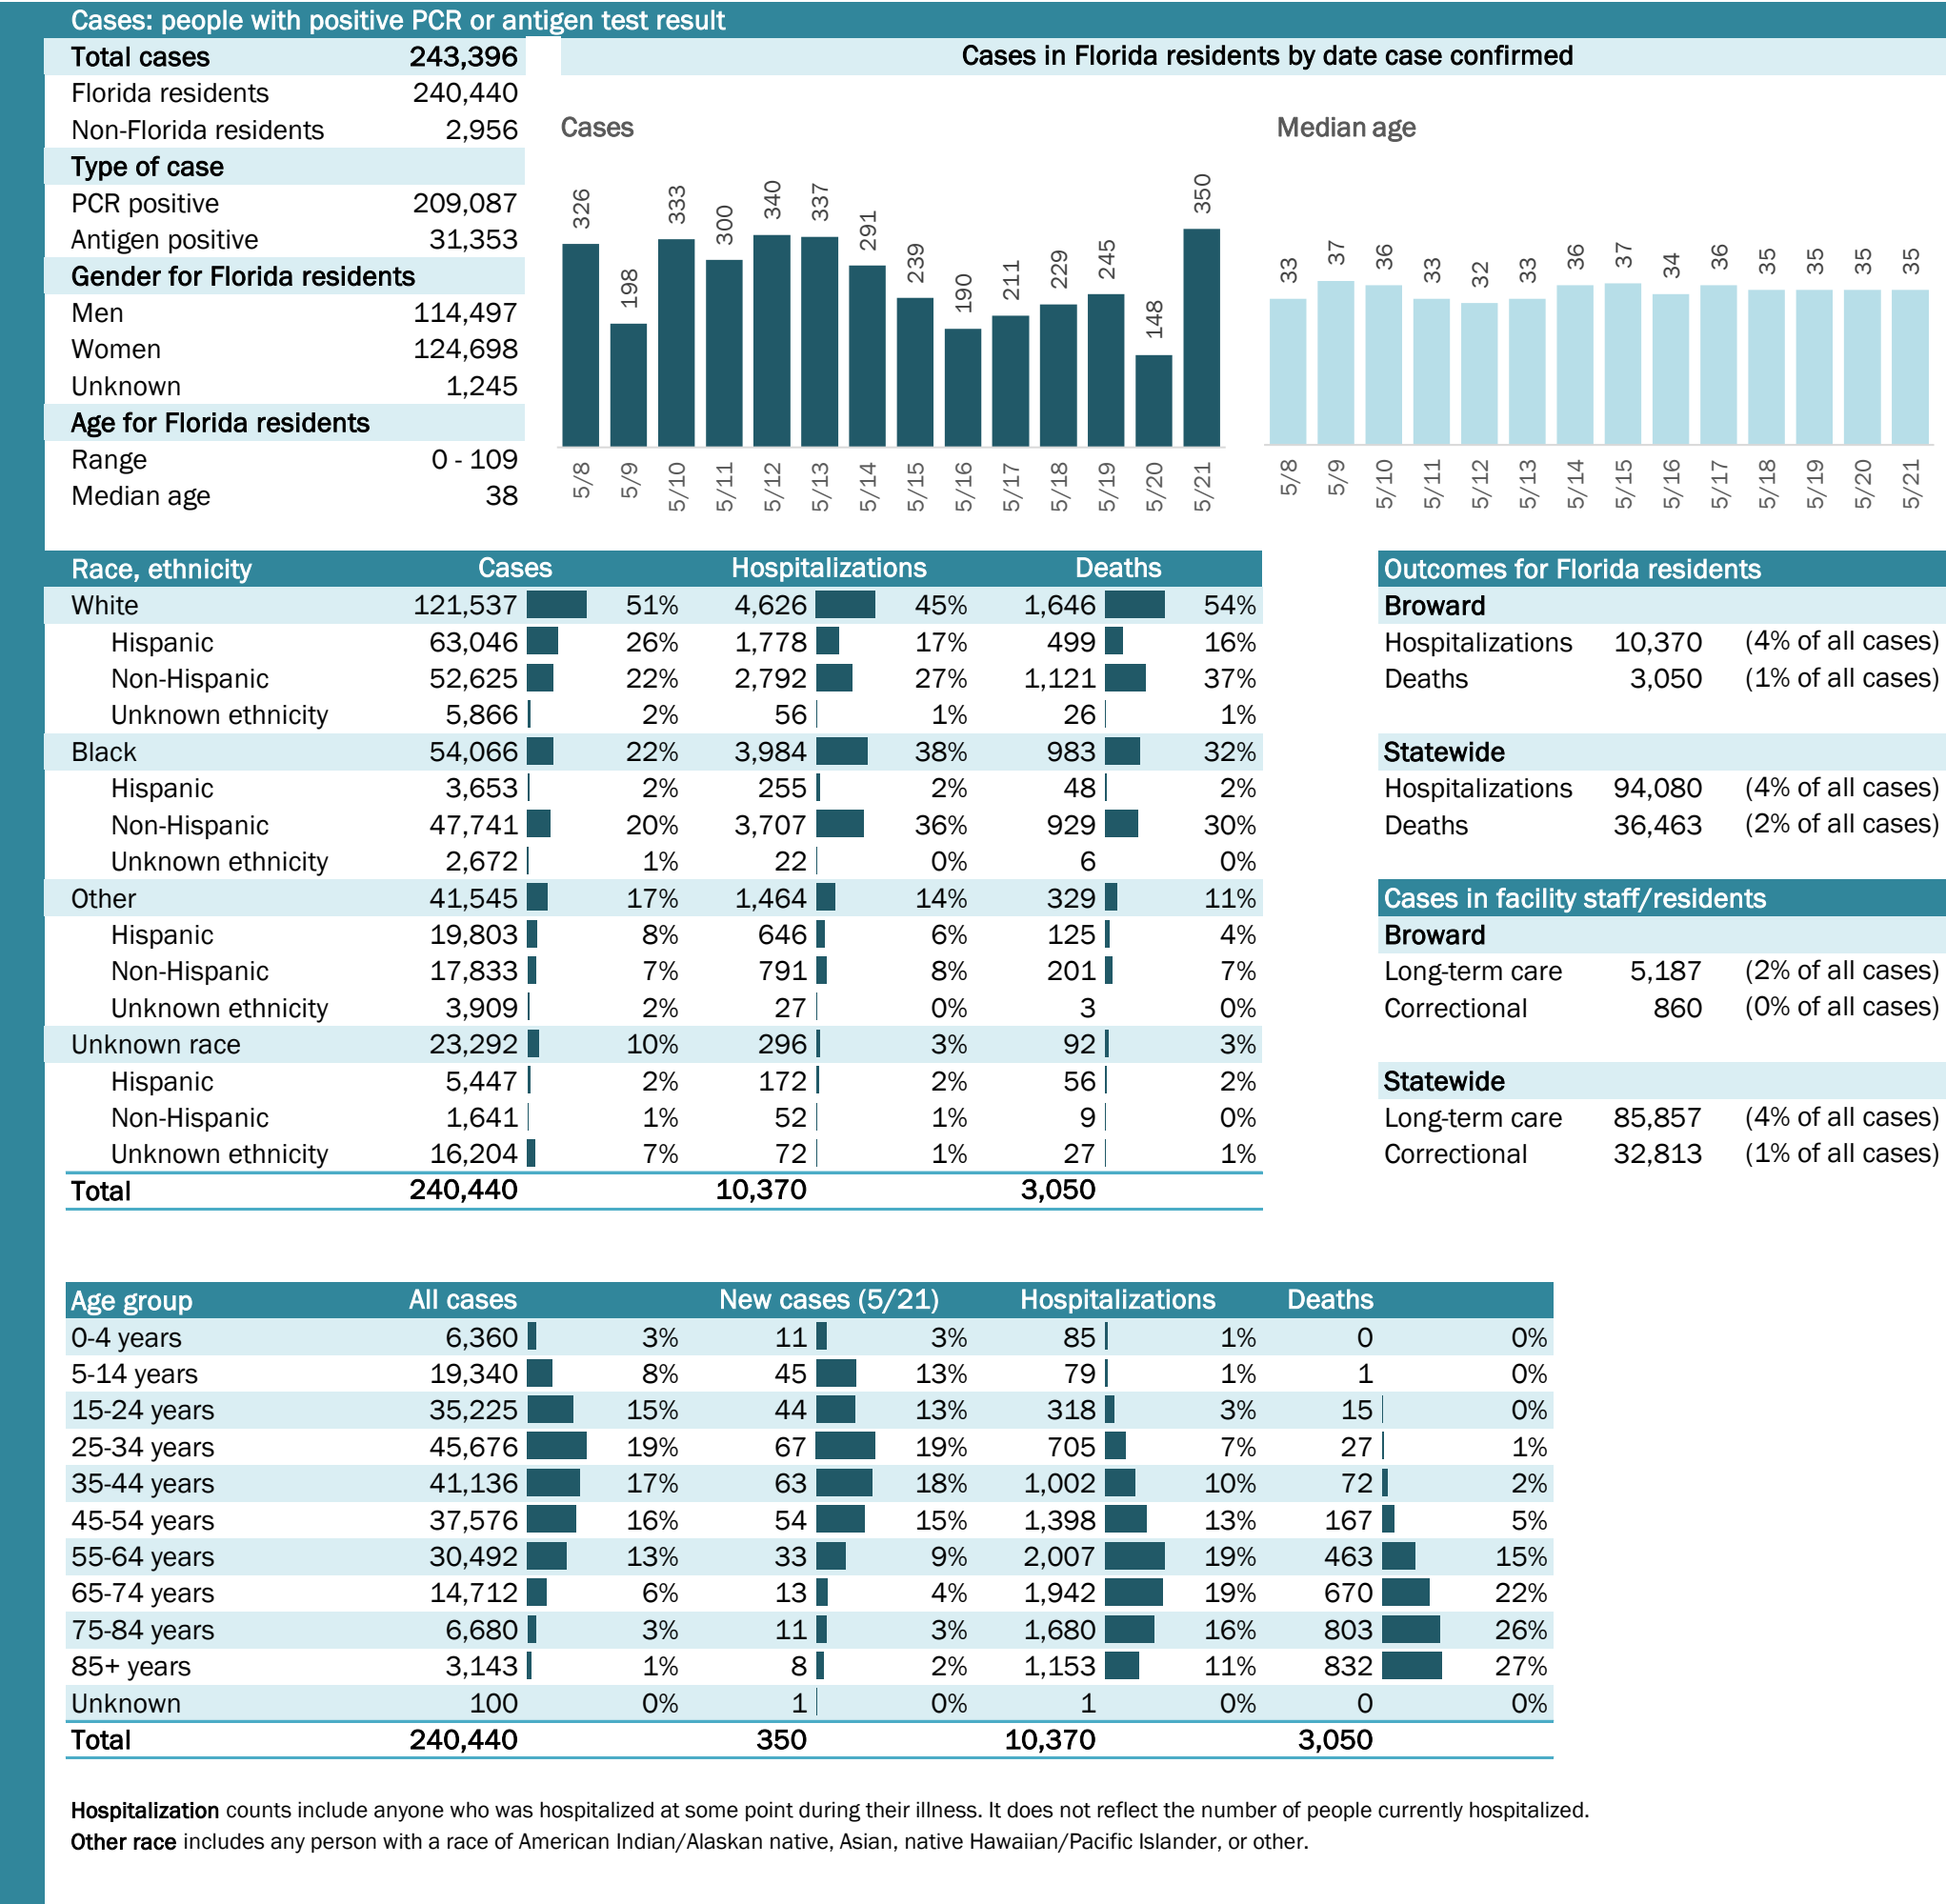 Cases: people with positive PCR or antigen test result
Total cases 243,396
Florida residents 240,440
Non-Florida residents 2,956
Type of case
PCR positive 209,087
Antigen positive 31,353
Gender for Florida residents
Men 114,497
Women 124,698
Unknown 1,245
Age for Florida residents
Range 0 - 109
Median age 38
Cases in Florida residents by date case confirmed
Cases
326 198 333 300 340 337 291 239 190 211 229 245 148 350
5/8 5/9 5/10 5/11 5/12 5/13 5/14 5/15 5/16 5/17 5/18 5/19 5/20 5/21
Median age
33 37 36 33 32 33 36 37 34 36 35 35 35 35
5/8 5/9 5/10 5/11 5/12 5/13 5/14 5/15 5/16 5/17 5/18 5/19 5/20 5/21
Race, ethnicity Cases Hospitalizations Deaths
White 121,537 51% 4,626 45% 1,646 54%
Hispanic 63,046 26% 1,778 17% 499 16%
Non-Hispanic 52,625 22% 2,792 27% 1,121 37%
Unknown ethnicity 5,866 2% 56 1% 26 1%
Black 54,066 22% 3,984 38% 983 32%
Hispanic 3,653 2% 255 2% 48 2%
Non-Hispanic 47,741 20% 3,707 36% 929 30%
Unknown ethnicity 2,672 1% 22 0% 6 0%
Other 41,545 17% 1,464 14% 329 11%
Hispanic 19,803 8% 646 6% 125 4%
Non-Hispanic 17,833 7% 791 8% 201 7%
Unknown ethnicity 3,909 2% 27 0% 3 0%
Unknown race 23,292 10% 296 3% 92 3%
Hispanic 5,447 2% 172 2% 56 2%
Non-Hispanic 1,641 1% 52 1% 9 0%
Unknown ethnicity 16,204 7% 72 1% 27 1%
Total 240,440 10,370 3,050
Outcomes for Florida residents
Broward
Hospitalizations 10,370 (4% of all cases)
Deaths 3,050 (1% of all cases)
Statewide
Hospitalizations 94,080 (4% of all cases)
Deaths 36,463 (2% of all cases)
Cases in facility staff/residents
Broward
Long-term care 5,187 (2% of all cases)
Correctional 860 (0% of all cases)
Statewide
Long-term care 85,857 (4% of all cases)
Correctional 32,813 (1% of all cases)
Age group All cases New cases (5/21) Hospitalizations Deaths
0-4 years 6,360 3% 11 3% 85 1% 0 0%
5-14 years 19,340 8% 45 13% 79 1% 1 0%
15-24 years 35,225 15% 44 13% 318 3% 15 0%
25-34 years 45,676 19% 67 19% 705 7% 27 1%
35-44 years 41,136 17% 63 18% 1,002 10% 72 2%
45-54 years 37,576 16% 54 15% 1,398 13% 167 5%
55-64 years 30,492 13% 33 9% 2,007 19% 463 15%
65-74 years 14,712 6% 13 4% 1,942 19% 670 22%
75-84 years 6,680 3% 11 3% 1,680 16% 803 26%
85+ years 3,143 1% 8 2% 1,153 11% 832 27%
Unknown 100 0% 1 0% 1 0% 0 0%
Total 240,440 350 10,370 3,050
Hospitalization counts include anyone who was hospitalized at some point during their illness. It does not reflect the number of people currently hospitalized.
Other race includes any person with a race of American Indian/Alaskan native, Asian, native Hawaiian/Pacific Islander, or other.